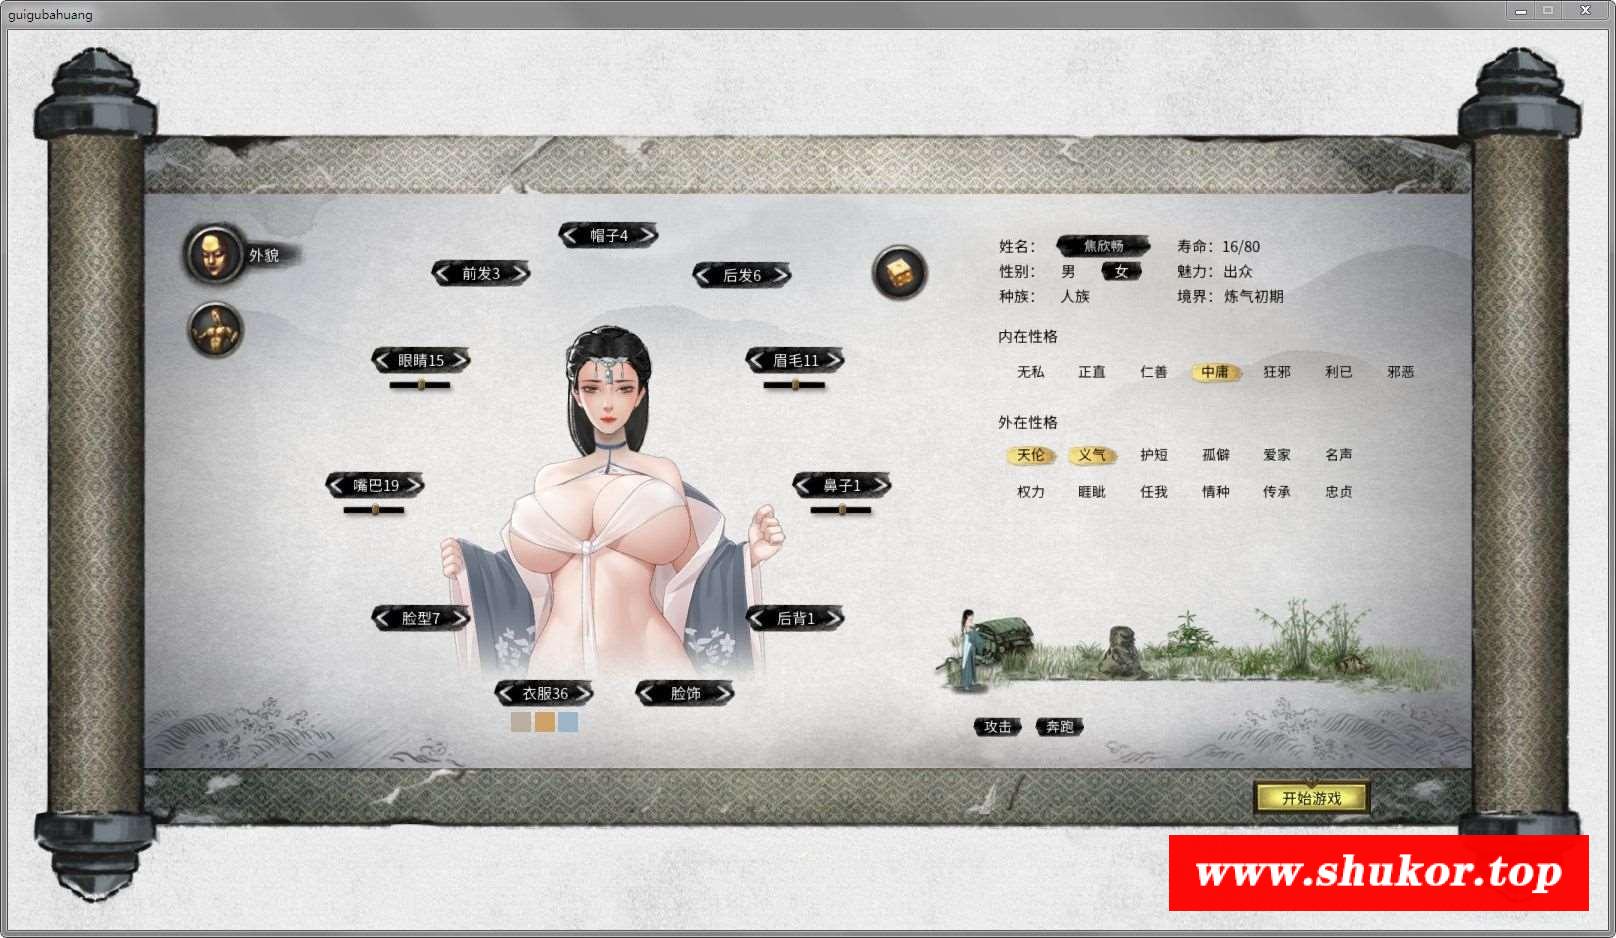 guigubahuang
帽子4
前发3
后发6
外貌
眼睛15
眉毛11
嘴巴19
鼻子1
脸型7
后背1
衣服36
脸饰
姓名： 焦欣畅 寿命：16/80
性别： 男 女 魅力：出众
种族： 人族 境界：炼气初期
内在性格
无私 正直 仁善 中庸 狂邪 利已 邪恶
外在性格
天伦 义气 护短 孤僻 爱家 名声
权力 睚眦 任我 情种 传承 忠贞
攻击 奔跑
开始游戏
www.shukor.top